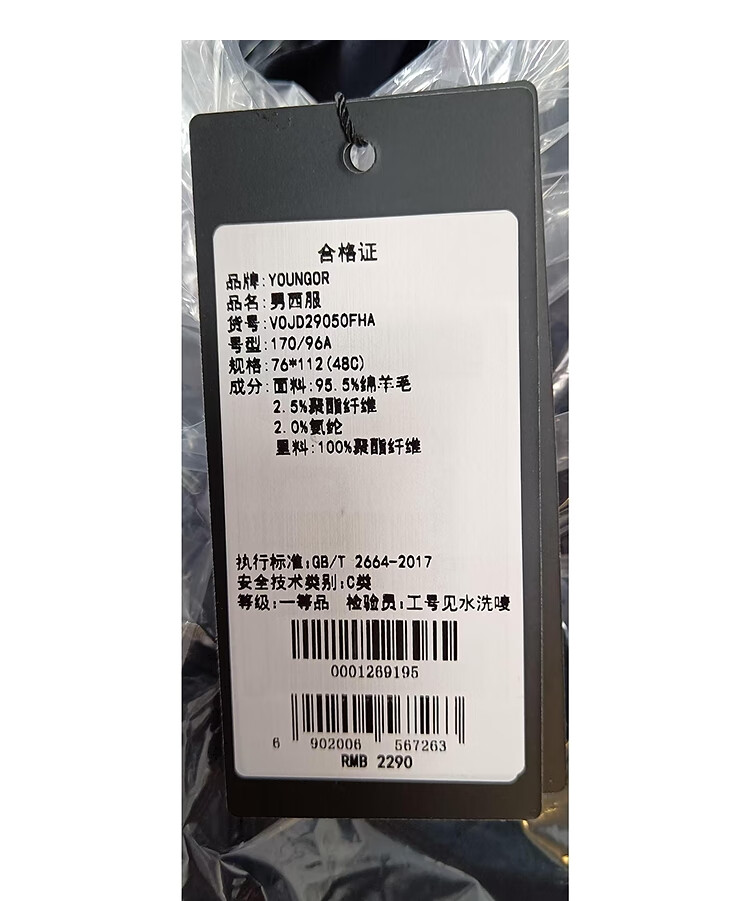 合格证
品牌:YOUNGOR
品名:男西服
货号:VOJD29050FHA
号型:170/96A
规格:76*112(48C)
成分:面料:95.5%绵羊毛
2.5%聚酯纤维
2.0%氨纶
里料:100%聚酯纤维
执行标准:GB/T 2664-2017
安全技术类别:C类
等级:一等品 检验员:工号见水洗唛
0001269195
6 902006 567263
RMB 2290